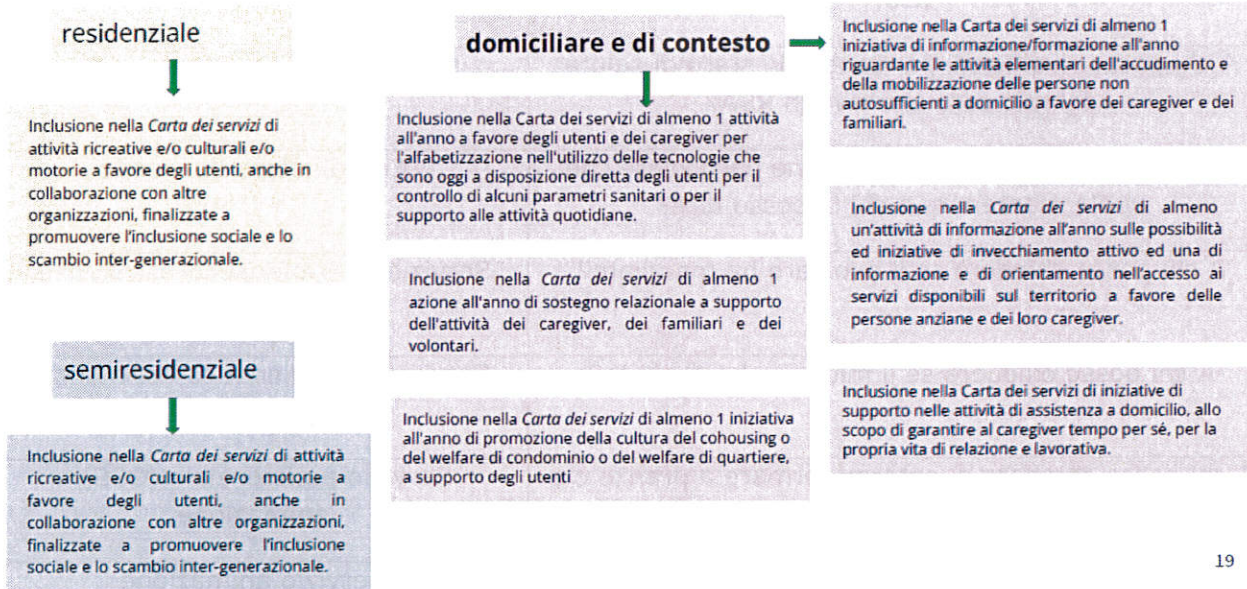 residenziale
Inclusione nella Carta dei servizi di
attività ricreative e/o culturali e/o
motorie a favore degli utenti, anche in
collaborazione con altre
organizzazioni, finalizzate a
promuovere l'inclusione sociale e lo
scambio inter-generazionale.
semiresidenziale
Inclusione nella Carta dei servizi di attività
ricreative e/o culturali e/o motorie a
favore degli utenti, anche in
collaborazione con altre organizzazioni,
finalizzate a promuovere l'inclusione
sociale e lo scambio inter-generazionale.
domiciliare e di contesto
Inclusione nella Carta dei servizi di almeno 1 attività
all'anno a favore degli utenti e dei caregiver per
l'alfabetizzazione nell'utilizzo delle tecnologie che
sono oggi a disposizione diretta degli utenti per il
controllo di alcuni parametri sanitari o per il
supporto alle attività quotidiane.
Inclusione nella Carta dei servizi di almeno 1
azione all'anno di sostegno relazionale a supporto
dell'attività dei caregiver, dei familiari e dei
volontari.
Inclusione nella Carta dei servizi di almeno 1 iniziativa
all'anno di promozione della cultura del cohousing o
del welfare di condominio o del welfare di quartiere,
a supporto degli utenti
Inclusione nella Carta dei servizi di almeno 1
iniziativa di informazione/formazione all'anno
riguardante le attività elementari dell'accudimento e
della mobilizzazione delle persone non
autosufficienti a domicilio a favore dei caregiver e dei
familiari.
Inclusione nella Carta dei servizi di almeno
un'attività di informazione all'anno sulle possibilità
ed iniziative di invecchiamento attivo ed una di
informazione e di orientamento nell'accesso ai
servizi disponibili sul territorio a favore delle
persone anziane e dei loro caregiver.
Inclusione nella Carta dei servizi di iniziative di
supporto nelle attività di assistenza a domicilio, allo
scopo di garantire al caregiver tempo per sé, per la
propria vita di relazione e lavorativa.
19